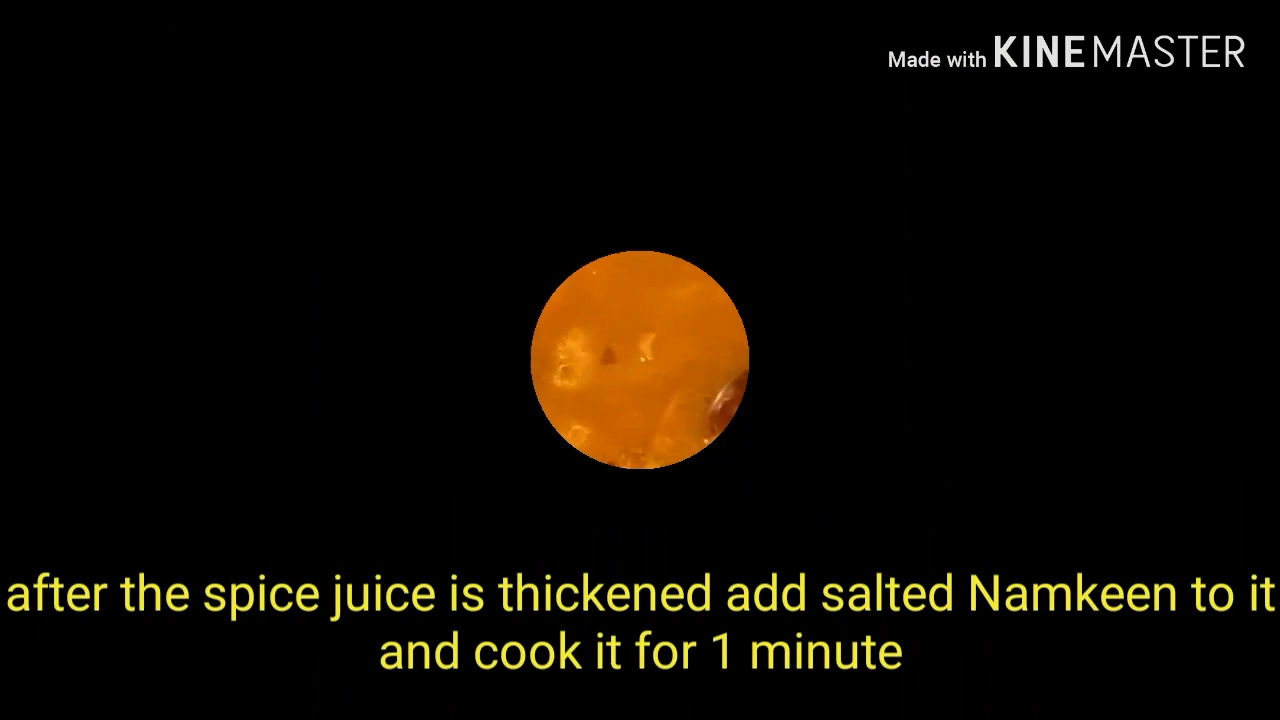 Made with KINEMASTER
after the spice juice is thickened add salted Namkeen to it
and cook it for 1 minute